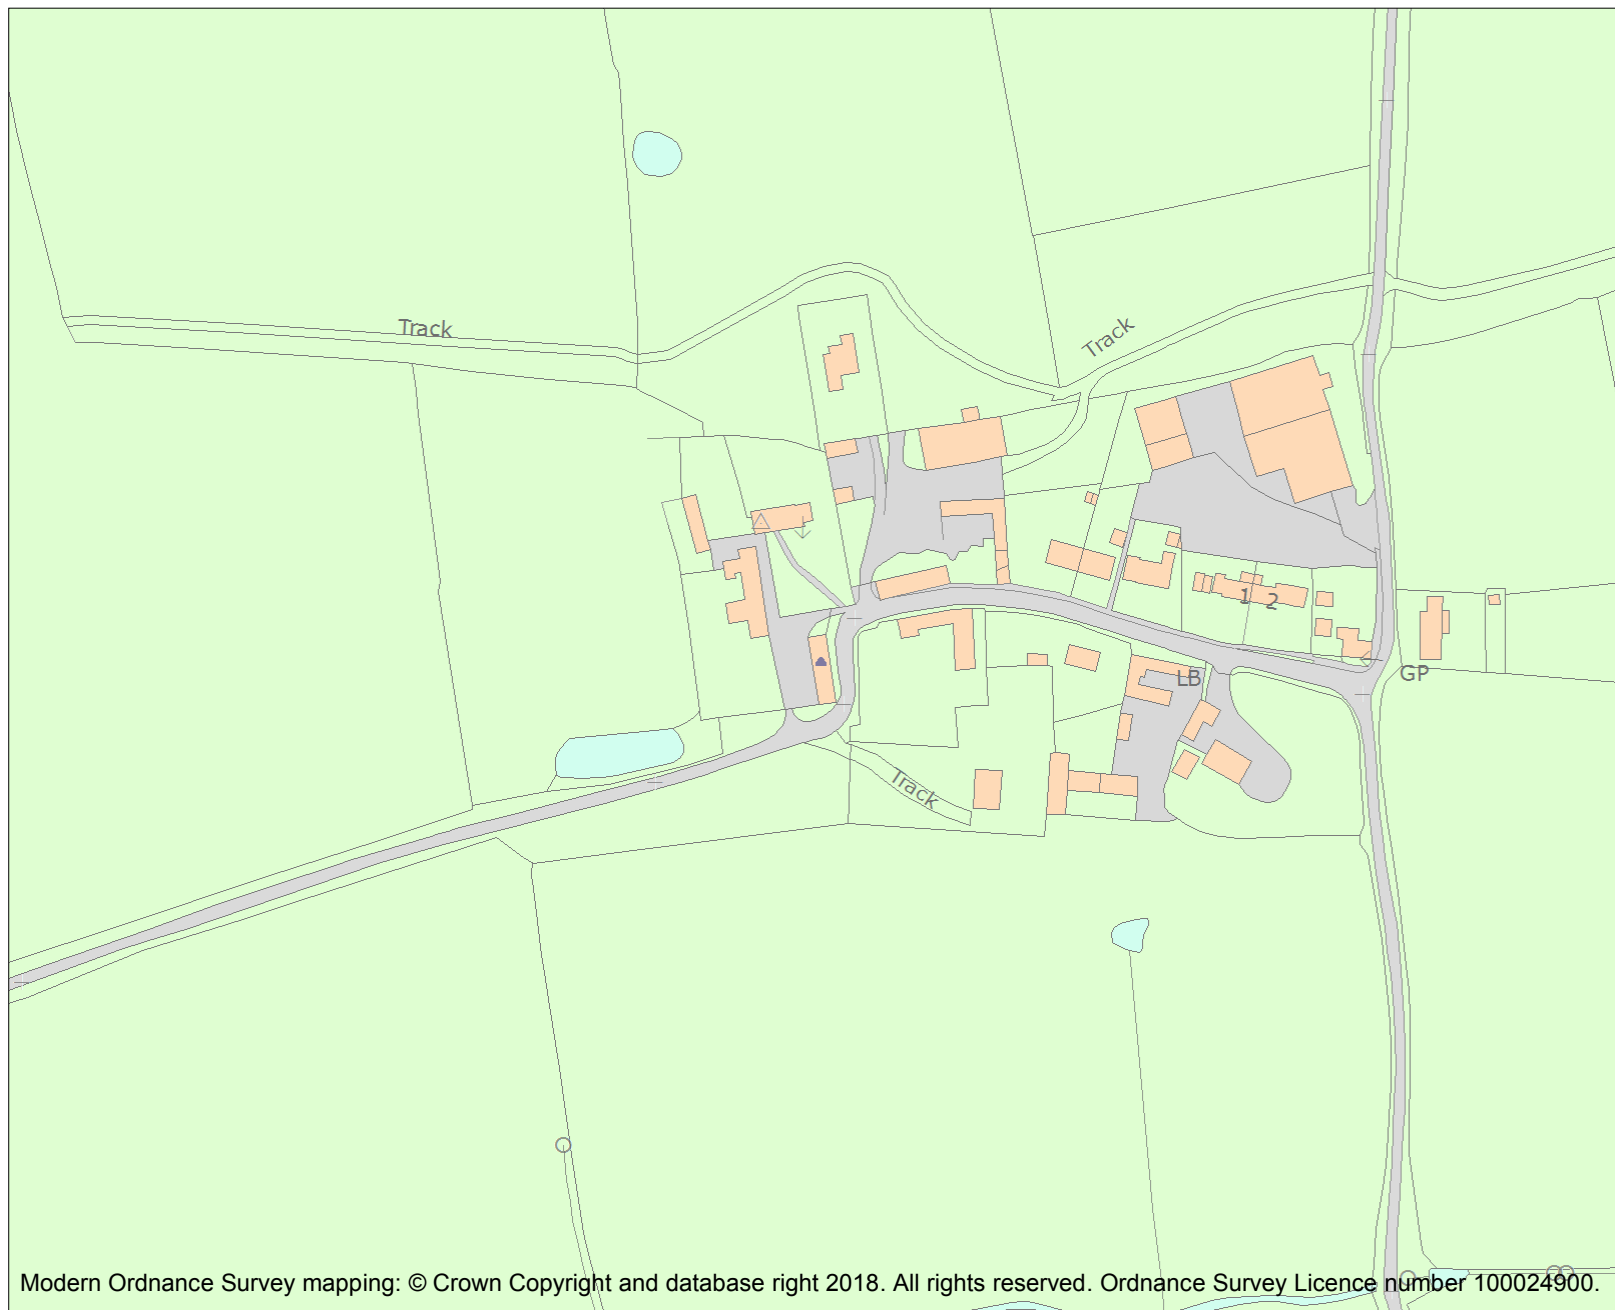 Track
Track
1 2
GP
LB
Track
Modern Ordnance Survey mapping: © Crown Copyright and database right 2018. All rights reserved. Ordnance Survey Licence number 100024900.